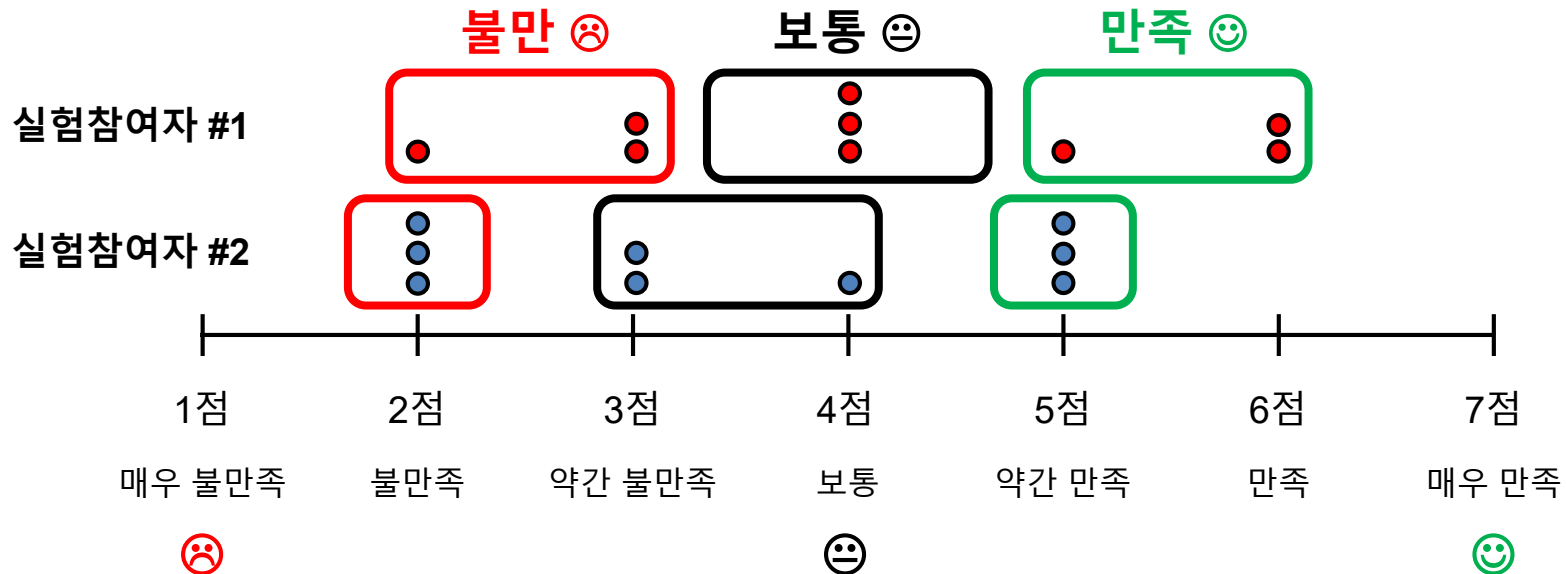 불만 ☹ 보통 😐 만족 ☺
실험참여자 #1
실험참여자 #2
1점 2점 3점 4점 5점 6점 7점
매우 불만족 불만족 약간 불만족 보통 약간 만족 만족 매우 만족